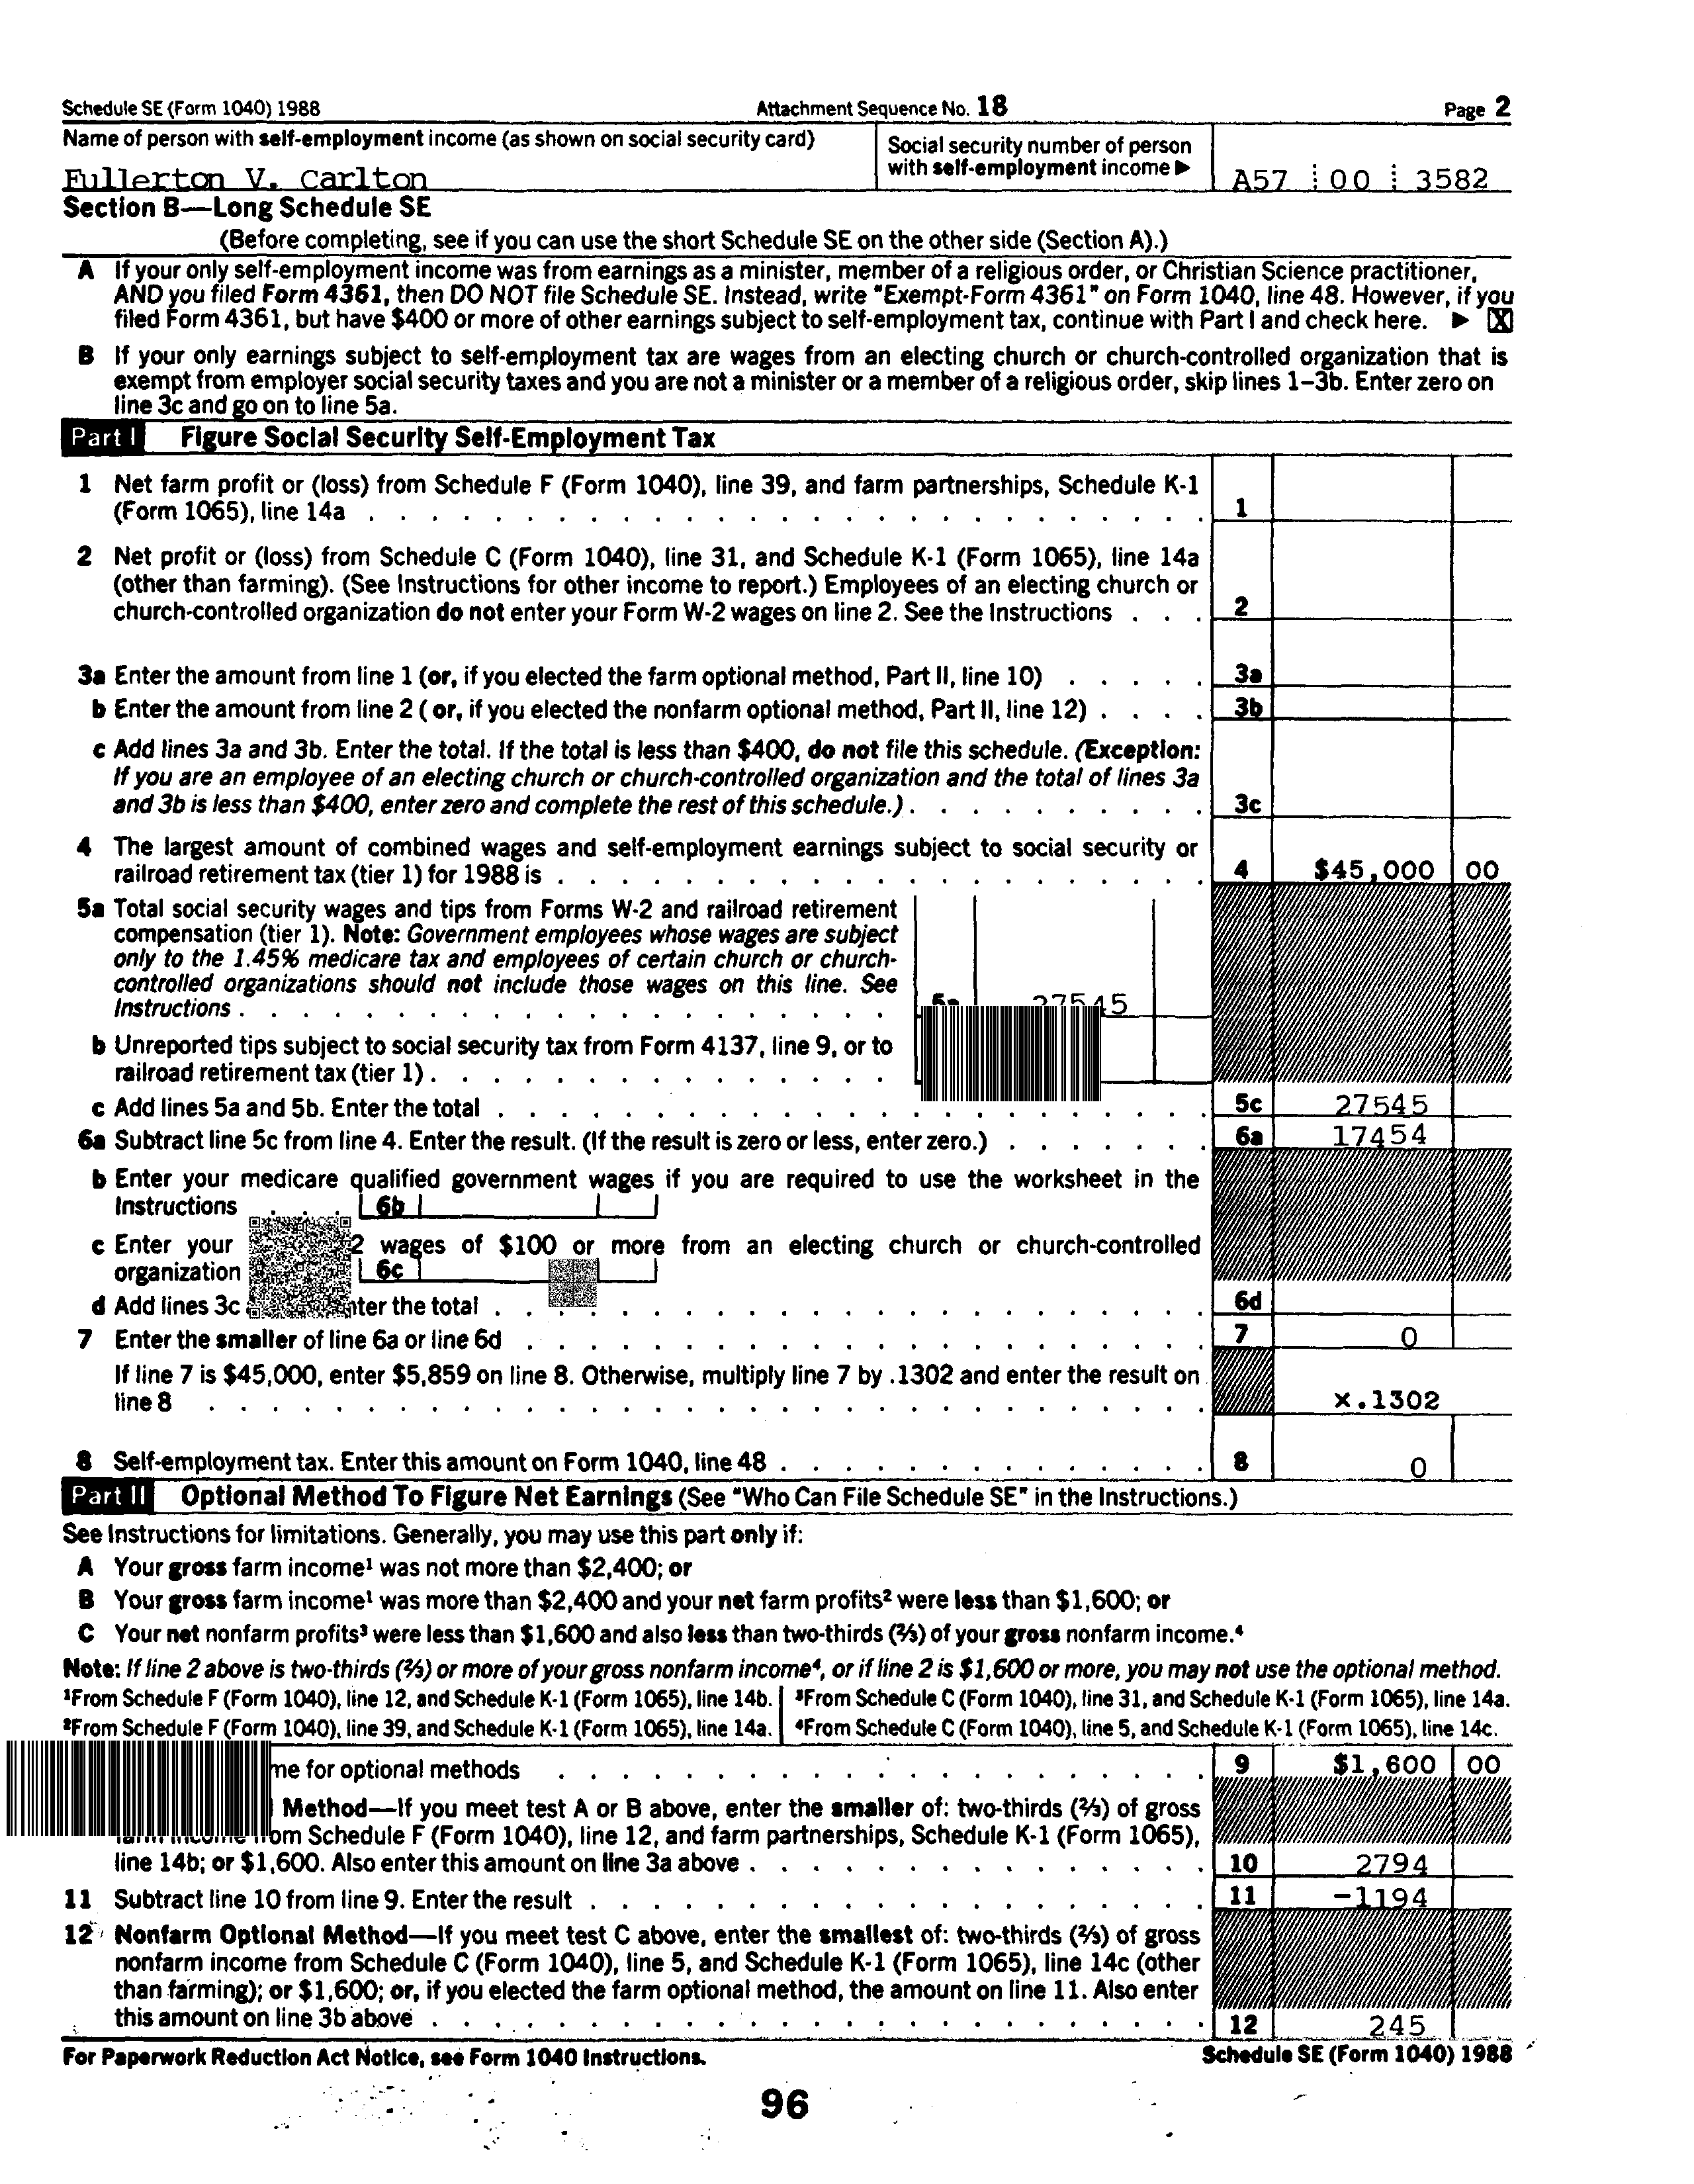 Schedule SE (Form 1040) 1988 Attachment Sequence No. 18 Page 2
Name of person with self-employment income (as shown on social security card)
Social security number of person
with self-employment income ▶
Fullerton V. Carlton
A57 00 3582
Section B—Long Schedule SE
(Before completing, see if you can use the short Schedule SE on the other side (Section A).)
A If your only self-employment income was from earnings as a minister, member of a religious order, or Christian Science practitioner,
AND you filed Form 4361, then DO NOT file Schedule SE. Instead, write "Exempt-Form 4361" on Form 1040, line 48. However, if you
filed Form 4361, but have $400 or more of other earnings subject to self-employment tax, continue with Part I and check here. ▶ X
B If your only earnings subject to self-employment tax are wages from an electing church or church-controlled organization that is
exempt from employer social security taxes and you are not a minister or a member of a religious order, skip lines 1–3b. Enter zero on
line 3c and go on to line 5a.
Part I Figure Social Security Self-Employment Tax
1 Net farm profit or (loss) from Schedule F (Form 1040), line 39, and farm partnerships, Schedule K-1
(Form 1065), line 14a . . . 1
2 Net profit or (loss) from Schedule C (Form 1040), line 31, and Schedule K-1 (Form 1065), line 14a
(other than farming). (See Instructions for other income to report.) Employees of an electing church or
church-controlled organization do not enter your Form W-2 wages on line 2. See the Instructions . . . 2
3a Enter the amount from line 1 (or, if you elected the farm optional method, Part II, line 10) . . . 3a
b Enter the amount from line 2 ( or, if you elected the nonfarm optional method, Part II, line 12) . . . 3b
c Add lines 3a and 3b. Enter the total. If the total is less than $400, do not file this schedule. (Exception:
If you are an employee of an electing church or church-controlled organization and the total of lines 3a
and 3b is less than $400, enter zero and complete the rest of this schedule.) . . . 3c
4 The largest amount of combined wages and self-employment earnings subject to social security or
railroad retirement tax (tier 1) for 1988 is . . . 4 $45,000 00
5a Total social security wages and tips from Forms W-2 and railroad retirement
compensation (tier 1). Note: Government employees whose wages are subject
only to the 1.45% medicare tax and employees of certain church or church-
controlled organizations should not include those wages on this line. See
Instructions . . . 5a 27545
b Unreported tips subject to social security tax from Form 4137, line 9, or to
railroad retirement tax (tier 1) . . .
c Add lines 5a and 5b. Enter the total . . . 5c 27545
6a Subtract line 5c from line 4. Enter the result. (If the result is zero or less, enter zero.) . . . 6a 17454
b Enter your medicare qualified government wages if you are required to use the worksheet in the
Instructions . . . 6b
c Enter your 2 wages of $100 or more from an electing church or church-controlled
organization 6c
d Add lines 3c nter the total . . . 6d
7 Enter the smaller of line 6a or line 6d . . . 7 0
If line 7 is $45,000, enter $5,859 on line 8. Otherwise, multiply line 7 by .1302 and enter the result on
line 8 . . . x.1302
8 Self-employment tax. Enter this amount on Form 1040, line 48 . . . 8 0
Part II Optional Method To Figure Net Earnings (See "Who Can File Schedule SE" in the Instructions.)
See Instructions for limitations. Generally, you may use this part only if:
A Your gross farm income¹ was not more than $2,400; or
B Your gross farm income¹ was more than $2,400 and your net farm profits² were less than $1,600; or
C Your net nonfarm profits³ were less than $1,600 and also less than two-thirds (⅔) of your gross nonfarm income.⁴
Note: If line 2 above is two-thirds (⅔) or more of your gross nonfarm income⁴, or if line 2 is $1,600 or more, you may not use the optional method.
¹From Schedule F (Form 1040), line 12, and Schedule K-1 (Form 1065), line 14b. ³From Schedule C (Form 1040), line 31, and Schedule K-1 (Form 1065), line 14a.
²From Schedule F (Form 1040), line 39, and Schedule K-1 (Form 1065), line 14a. ⁴From Schedule C (Form 1040), line 5, and Schedule K-1 (Form 1065), line 14c.
me for optional methods . . . 9 $1,600 00
Method—If you meet test A or B above, enter the smaller of: two-thirds (⅔) of gross
farm income from Schedule F (Form 1040), line 12, and farm partnerships, Schedule K-1 (Form 1065),
line 14b; or $1,600. Also enter this amount on line 3a above . . . 10 2794
11 Subtract line 10 from line 9. Enter the result . . . 11 -1194
12 Nonfarm Optional Method—If you meet test C above, enter the smallest of: two-thirds (⅔) of gross
nonfarm income from Schedule C (Form 1040), line 5, and Schedule K-1 (Form 1065), line 14c (other
than farming); or $1,600; or, if you elected the farm optional method, the amount on line 11. Also enter
this amount on line 3b above . . . 12 245
For Paperwork Reduction Act Notice, see Form 1040 Instructions. Schedule SE (Form 1040) 1988
96